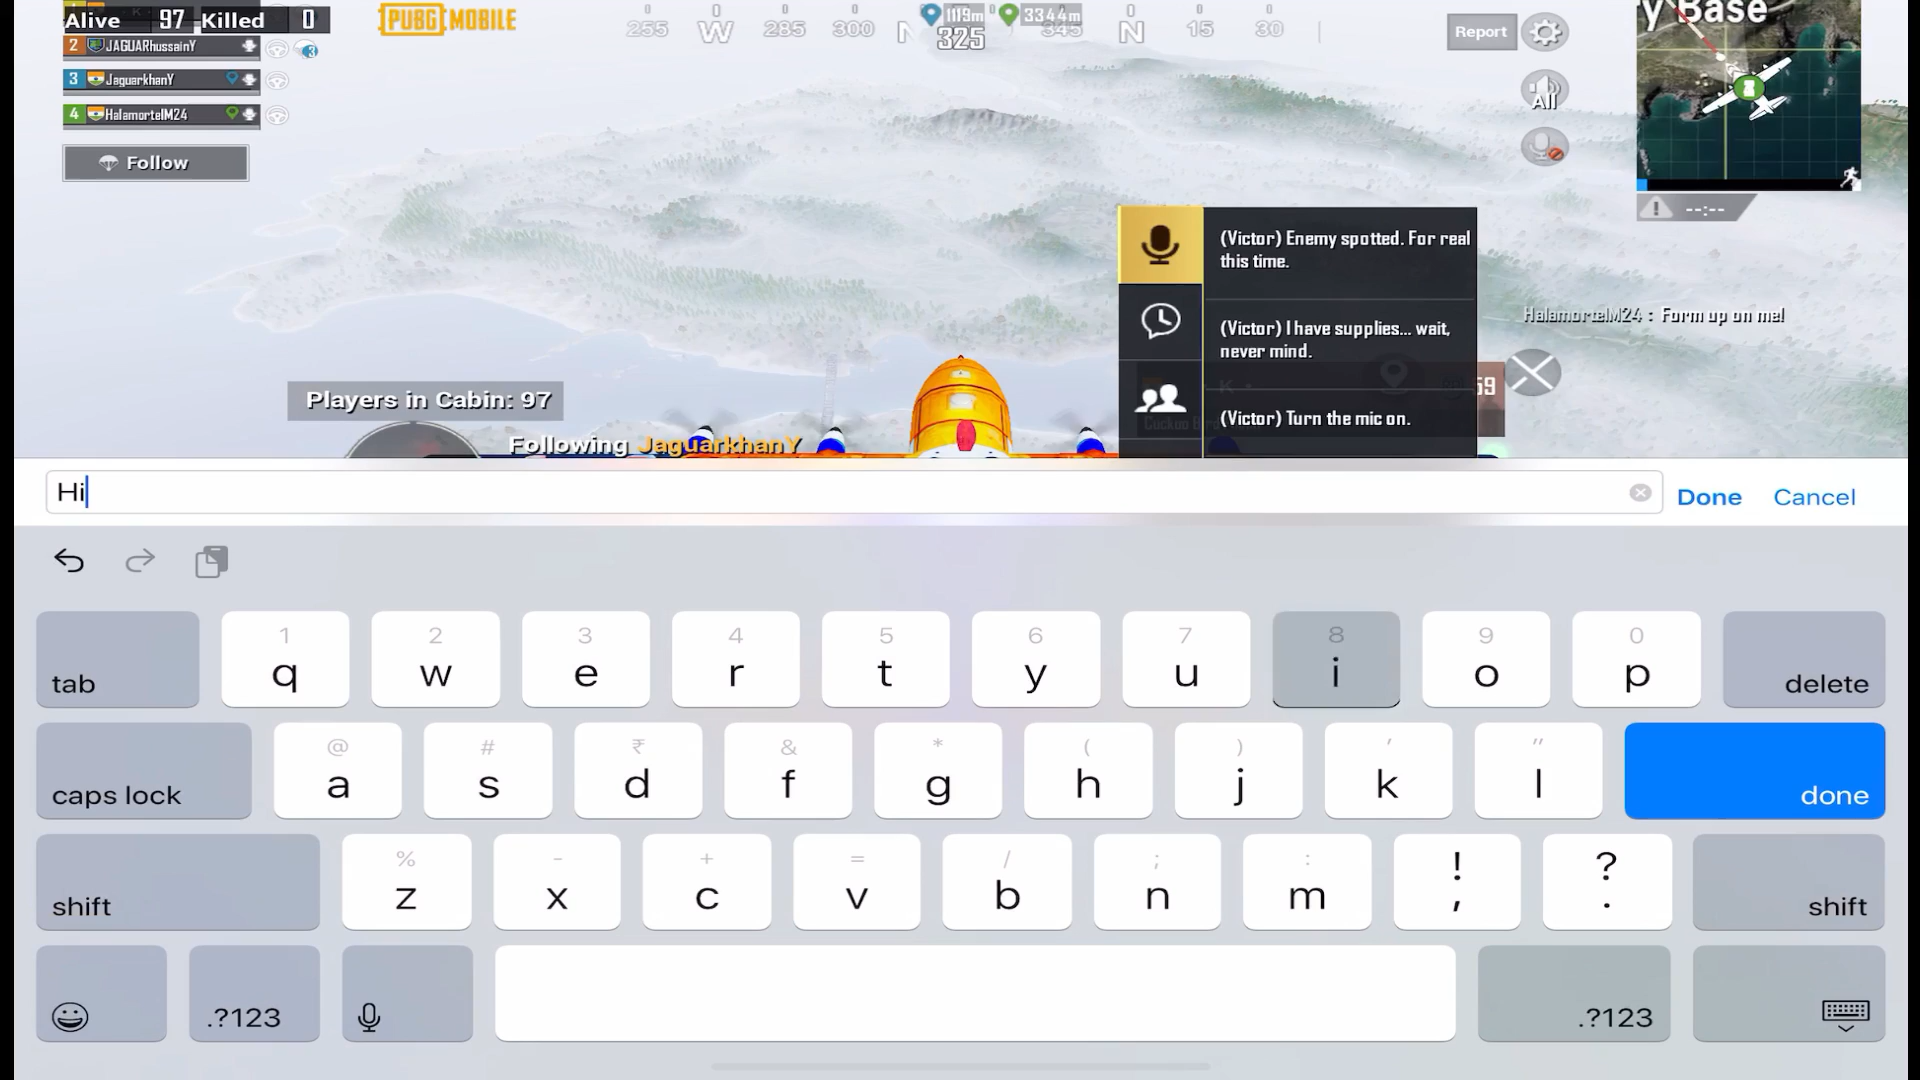 Alive 97 Killed 0
PUBG MOBILE
255 W 285 300 N 345 N 15 30
1119m 3344m
325
Report
y Base
2 JAGUARhussainY 3
3 JaguarkhanY
4 HalamortelM24
Follow
All
--:--
(Victor) Enemy spotted. For real
this time.
HalamortelM24 : Form up on me!
(Victor) I have supplies... wait,
never mind.
59
Players in Cabin: 97
(Victor) Turn the mic on.
Following JaguarkhanY
Hi
Done Cancel
1 2 3 4 5 6 7 8 9 0
tab q w e r t y u i o p delete
@ # ₹ & * ( ) ' "
caps lock a s d f g h j k l done
% - + = / ; : ! ?
shift z x c v b n m , . shift
.?123 .?123